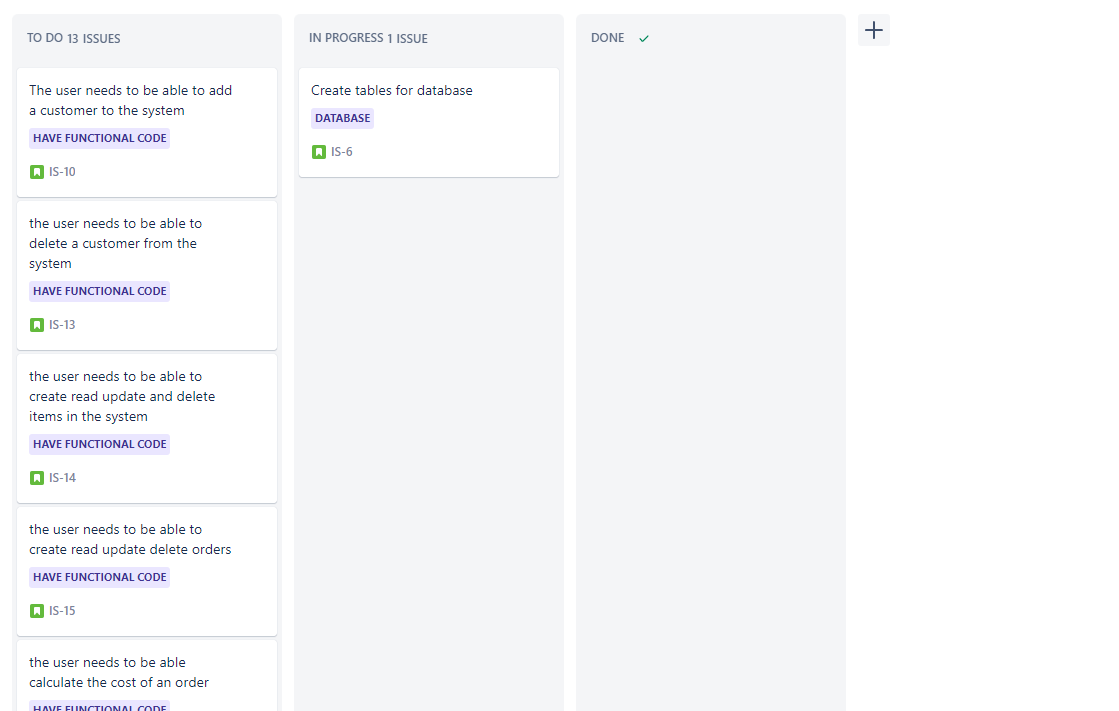 TO DO 13 ISSUES
The user needs to be able to add
a customer to the system
HAVE FUNCTIONAL CODE
IS-10
the user needs to be able to
delete a customer from the
system
HAVE FUNCTIONAL CODE
IS-13
the user needs to be able to
create read update and delete
items in the system
HAVE FUNCTIONAL CODE
IS-14
the user needs to be able to
create read update delete orders
HAVE FUNCTIONAL CODE
IS-15
the user needs to be able
calculate the cost of an order
HAVE FUNCTIONAL CODE
IN PROGRESS 1 ISSUE
Create tables for database
DATABASE
IS-6
DONE